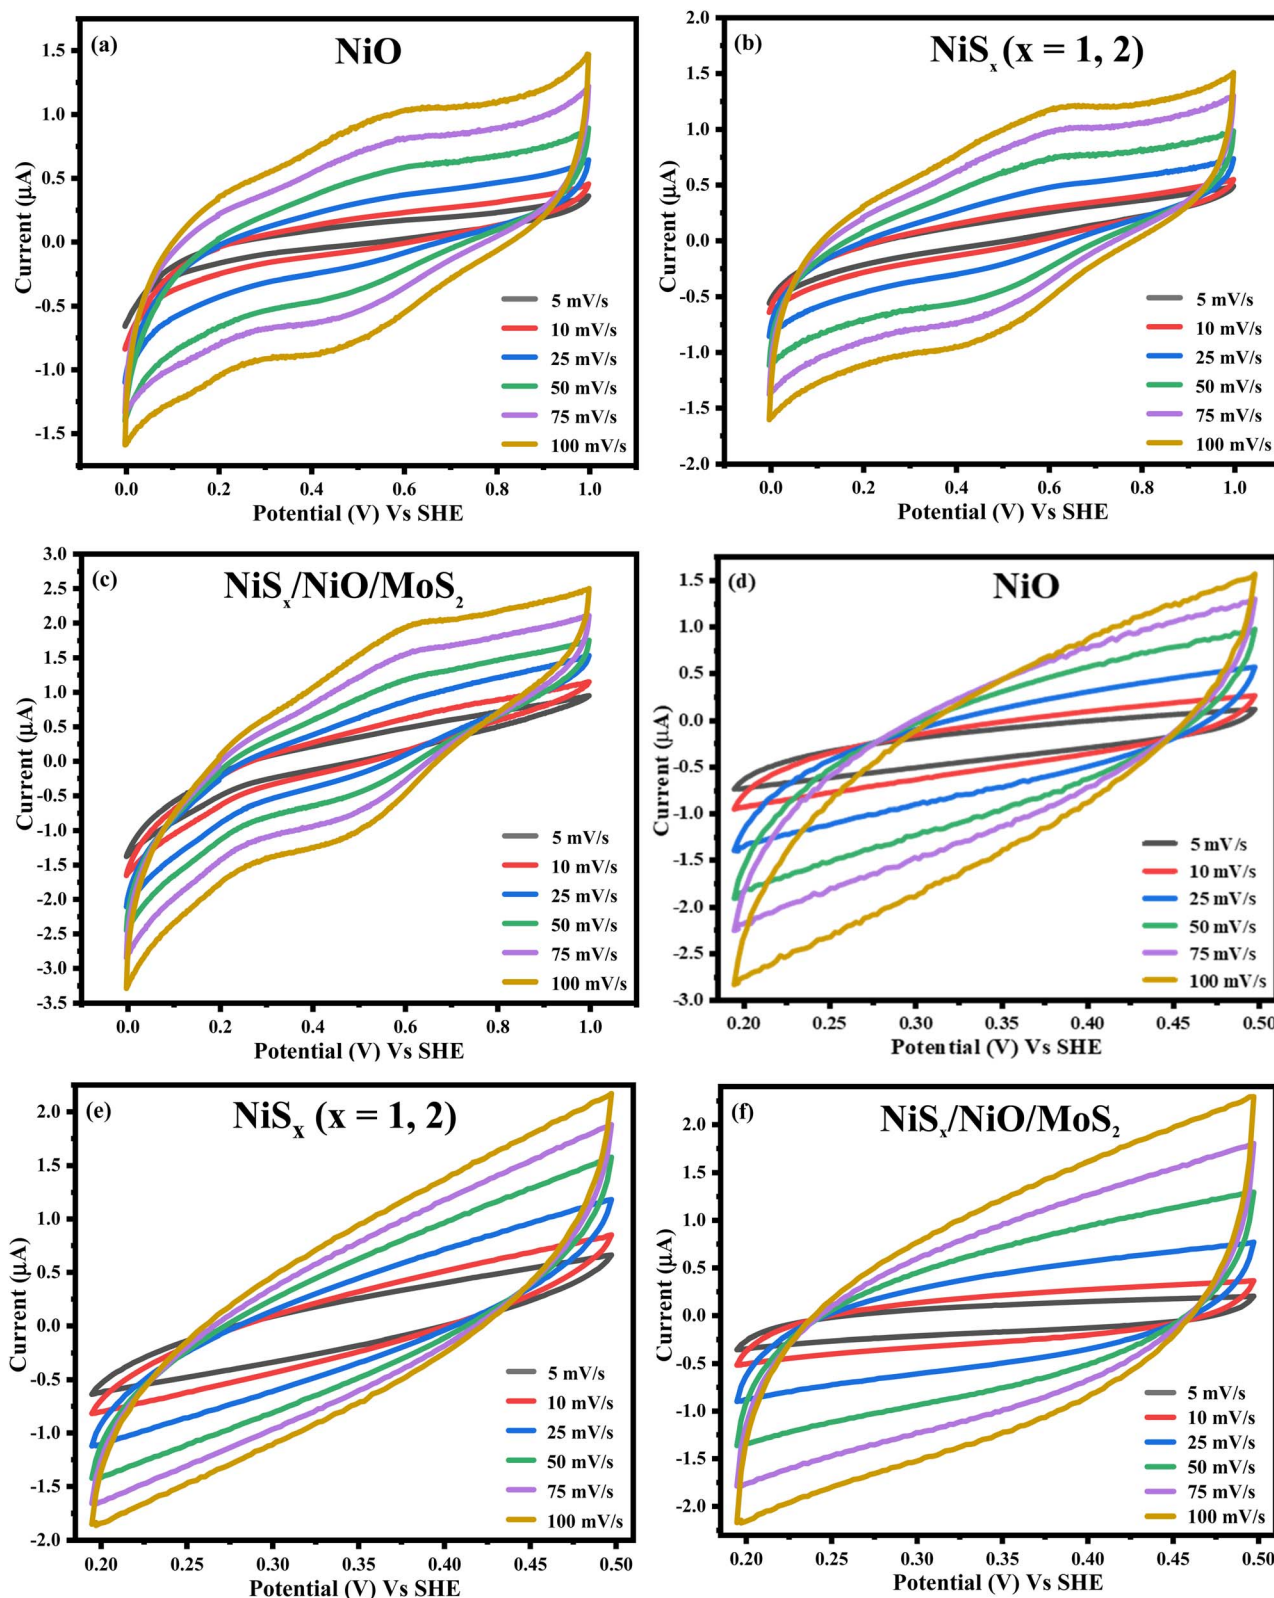 (a) NiO
Current (µA)
1.5
1.0
0.5
0.0
-0.5
-1.0
-1.5
5 mV/s
10 mV/s
25 mV/s
50 mV/s
75 mV/s
100 mV/s
0.0 0.2 0.4 0.6 0.8 1.0
Potential (V) Vs SHE
(b) NiSₓ (x = 1, 2)
Current (µA)
2.0
1.5
1.0
0.5
0.0
-0.5
-1.0
-1.5
-2.0
5 mV/s
10 mV/s
25 mV/s
50 mV/s
75 mV/s
100 mV/s
0.0 0.2 0.4 0.6 0.8 1.0
Potential (V) Vs SHE
(c) NiSₓ/NiO/MoS₂
Current (µA)
3.0
2.5
2.0
1.5
1.0
0.5
0.0
-0.5
-1.0
-1.5
-2.0
-2.5
-3.0
-3.5
5 mV/s
10 mV/s
25 mV/s
50 mV/s
75 mV/s
100 mV/s
0.0 0.2 0.4 0.6 0.8 1.0
Potential (V) Vs SHE
(d) NiO
Current (µA)
1.5
1.0
0.5
0.0
-0.5
-1.0
-1.5
-2.0
-2.5
-3.0
5 mV/s
10 mV/s
25 mV/s
50 mV/s
75 mV/s
100 mV/s
0.20 0.25 0.30 0.35 0.40 0.45 0.50
Potential (V) Vs SHE
(e) NiSₓ (x = 1, 2)
Current (µA)
2.0
1.5
1.0
0.5
0.0
-0.5
-1.0
-1.5
-2.0
5 mV/s
10 mV/s
25 mV/s
50 mV/s
75 mV/s
100 mV/s
0.20 0.25 0.30 0.35 0.40 0.45 0.50
Potential (V) Vs SHE
(f) NiSₓ/NiO/MoS₂
Current (µA)
2.0
1.5
1.0
0.5
0.0
-0.5
-1.0
-1.5
-2.0
5 mV/s
10 mV/s
25 mV/s
50 mV/s
75 mV/s
100 mV/s
0.20 0.25 0.30 0.35 0.40 0.45 0.50
Potential (V) Vs SHE